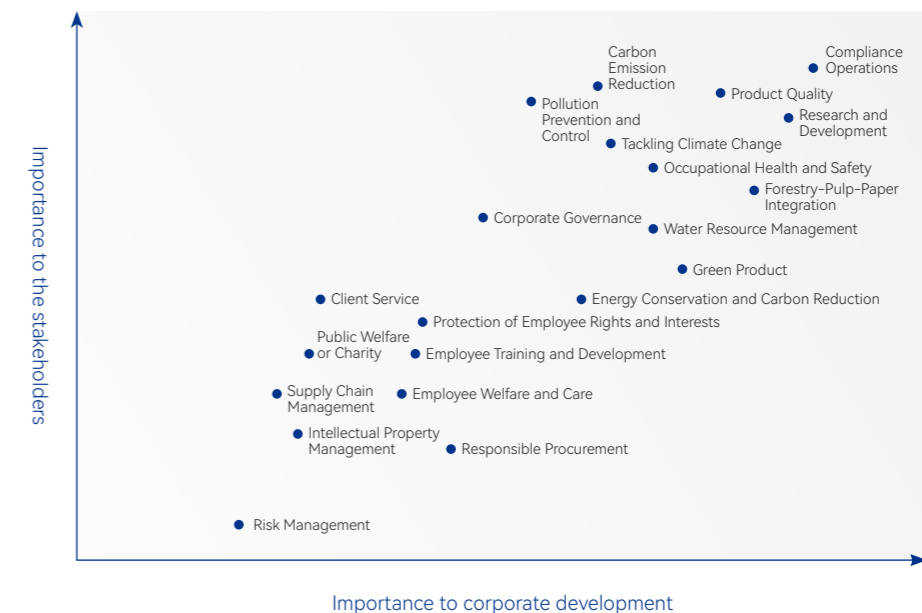 Carbon
Emission
Reduction
Compliance
Operations
Product Quality
Pollution
Prevention and
Control
Research and
Development
Tackling Climate Change
Occupational Health and Safety
Forestry-Pulp-Paper
Integration
Corporate Governance
Water Resource Management
Green Product
Client Service
Energy Conservation and Carbon Reduction
Protection of Employee Rights and Interests
Public Welfare
or Charity
Employee Training and Development
Supply Chain
Management
Employee Welfare and Care
Intellectual Property
Management
Responsible Procurement
Risk Management
Importance to the stakeholders
Importance to corporate development